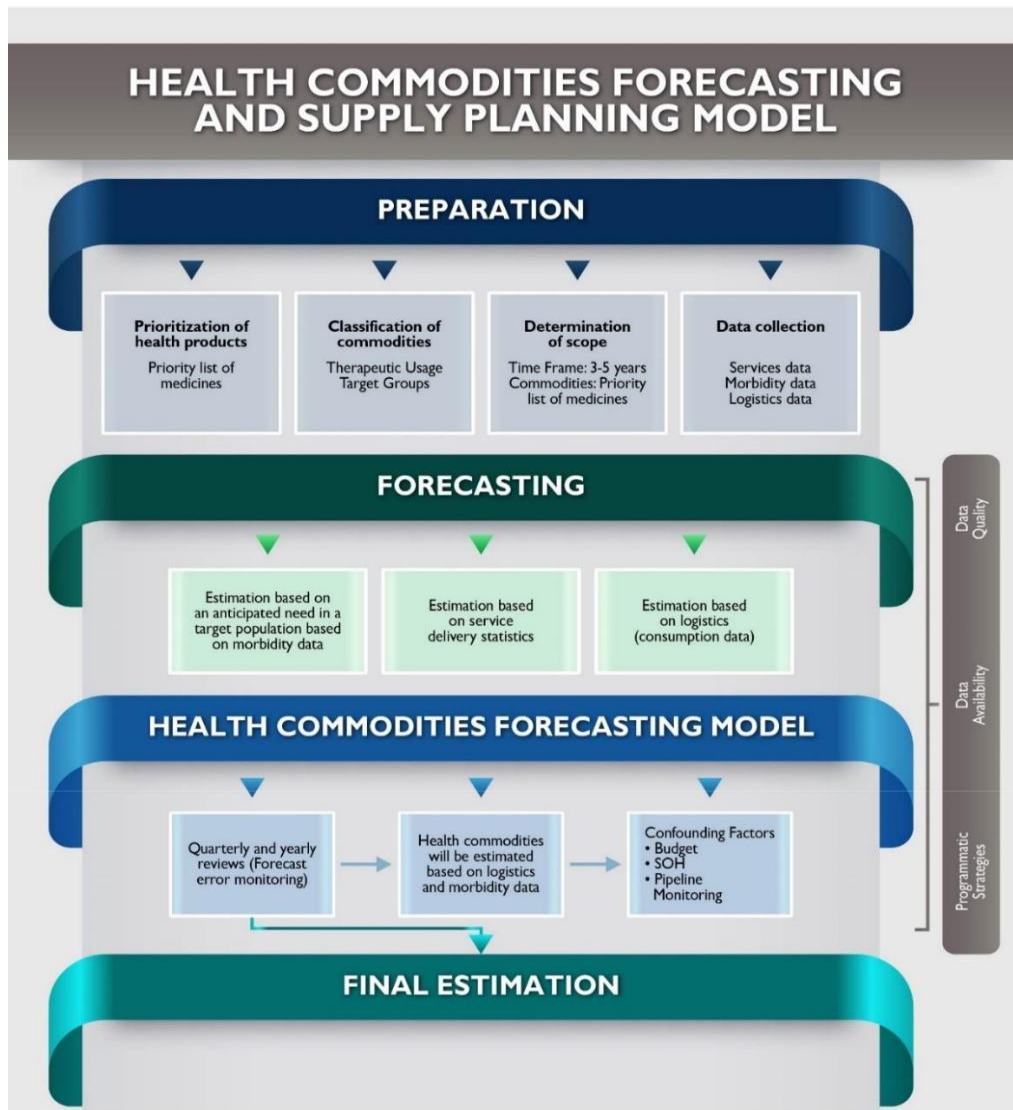 HEALTH COMMODITIES FORECASTING
AND SUPPLY PLANNING MODEL
PREPARATION
Prioritization of
health products
Priority list of
medicines
Classification of
commodities
Therapeutic Usage
Target Groups
Determination
of scope
Time Frame: 3-5 years
Commodities: Priority
list of medicines
Data collection
Services data
Morbidity data
Logistics data
FORECASTING
Estimation based on
an anticipated need in a
target population based
on morbidity data
Estimation based
on service
delivery statistics
Estimation based
on logistics
(consumption data)
HEALTH COMMODITIES FORECASTING MODEL
Quarterly and yearly
reviews (Forecast
error monitoring)
Health commodities
will be estimated
based on logistics
and morbidity data
Confounding Factors
• Budget
• SOH
• Pipeline
Monitoring
FINAL ESTIMATION
Data
Quality
Data
Availability
Programmatic
Strategies